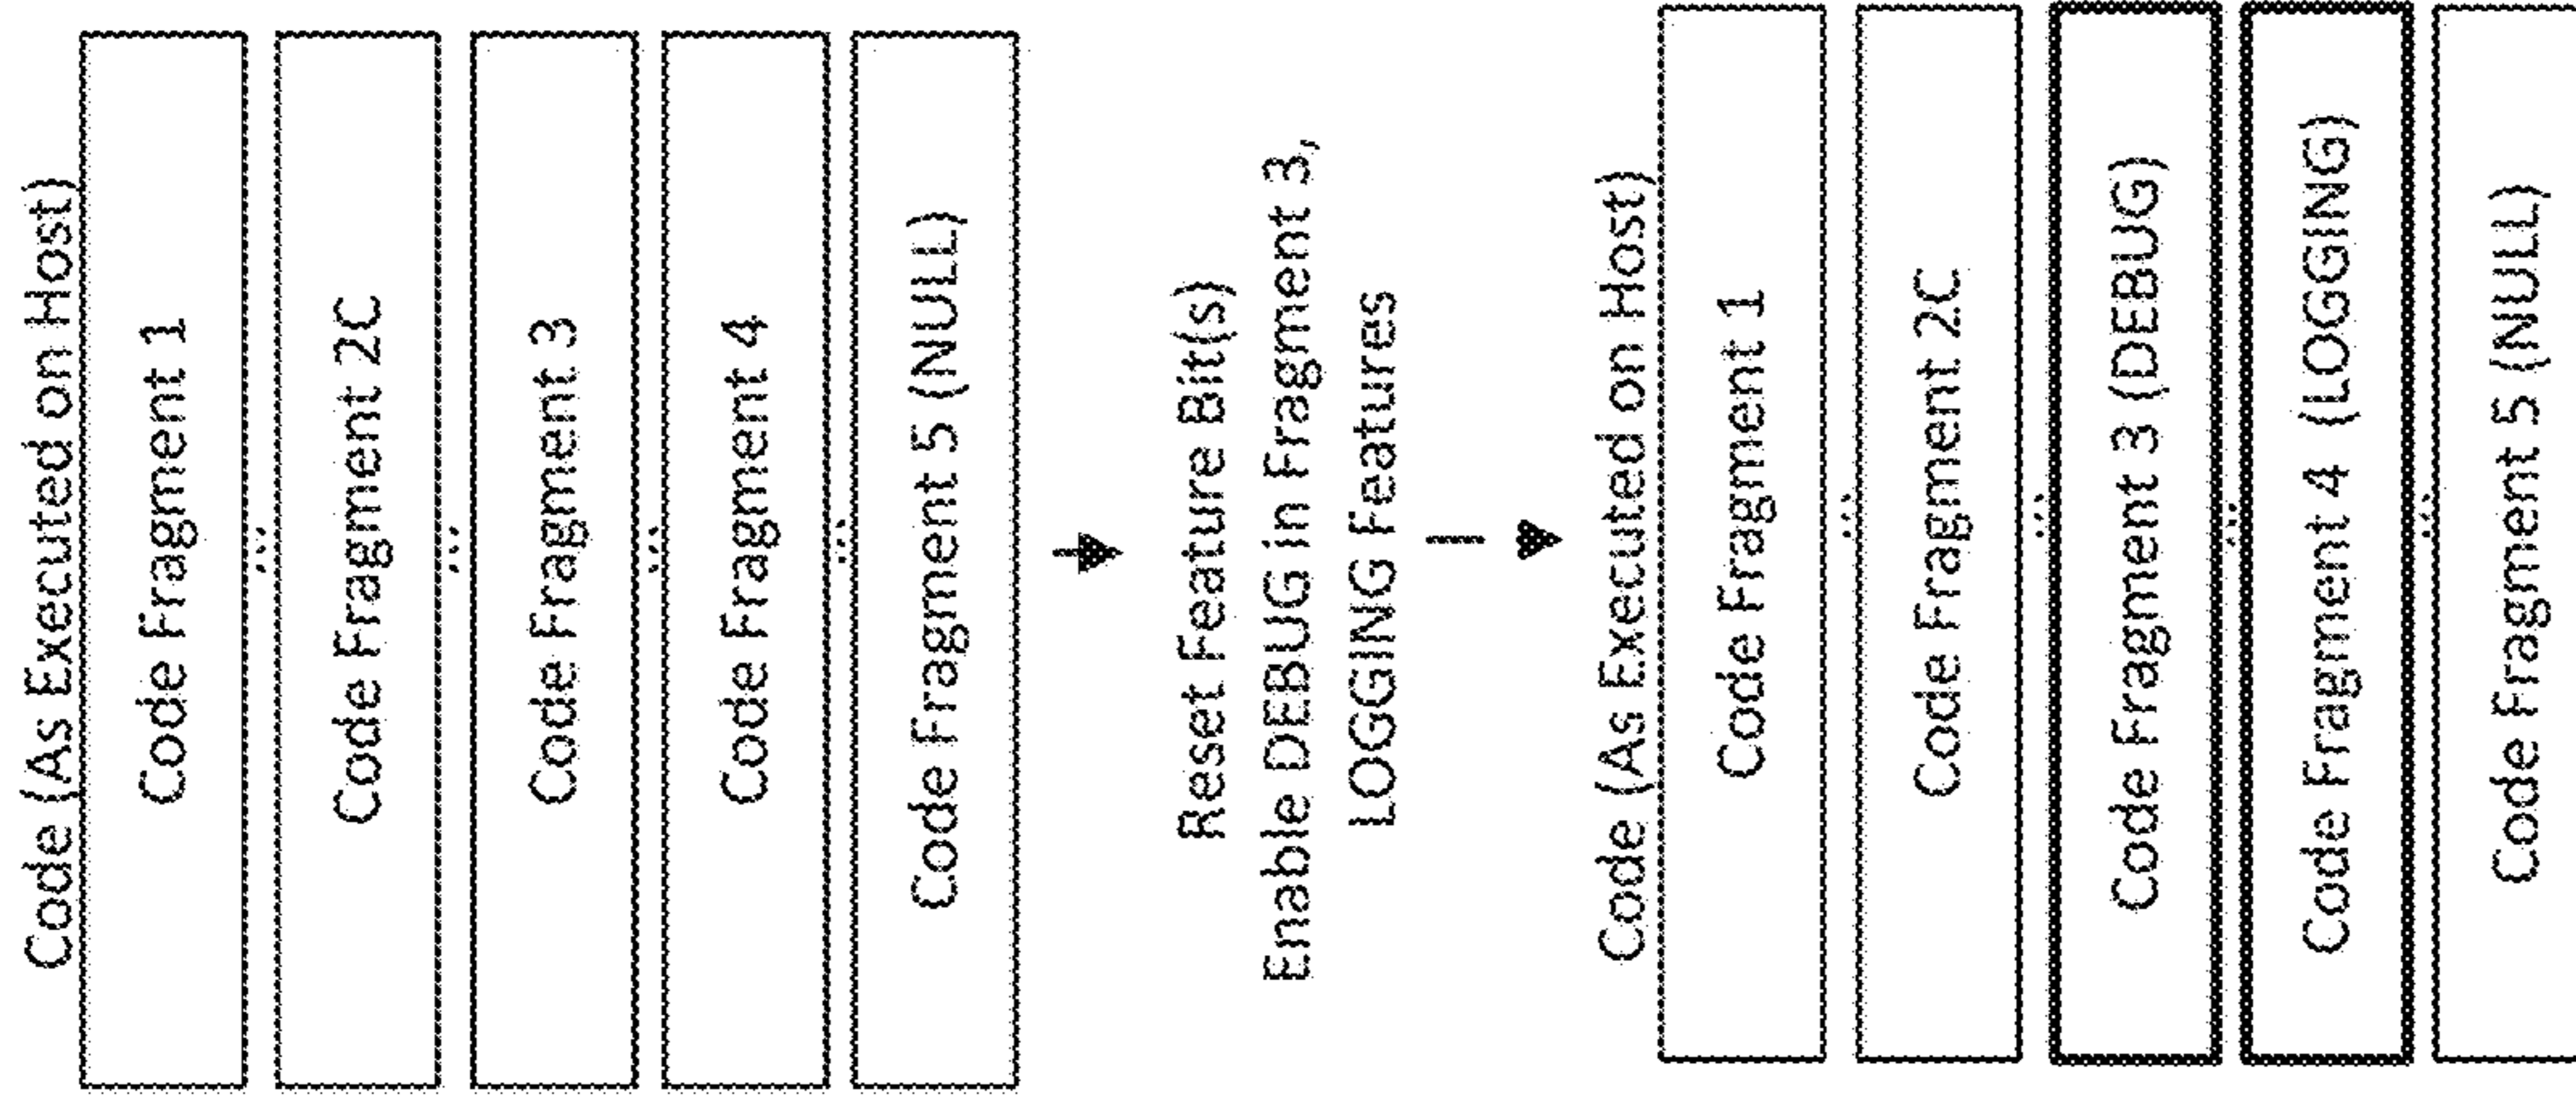 Code (As Executed on Host)
Code Fragment 1
...
Code Fragment 2C
...
Code Fragment 3
...
Code Fragment 4
...
Code Fragment 5 (NULL)
Reset Feature Bit(s)
Enable DEBUG in Fragment 3,
LOGGING Features
Code (As Executed on Host)
Code Fragment 1
...
Code Fragment 2C
...
Code Fragment 3 (DEBUG)
...
Code Fragment 4 (LOGGING)
...
Code Fragment 5 (NULL)